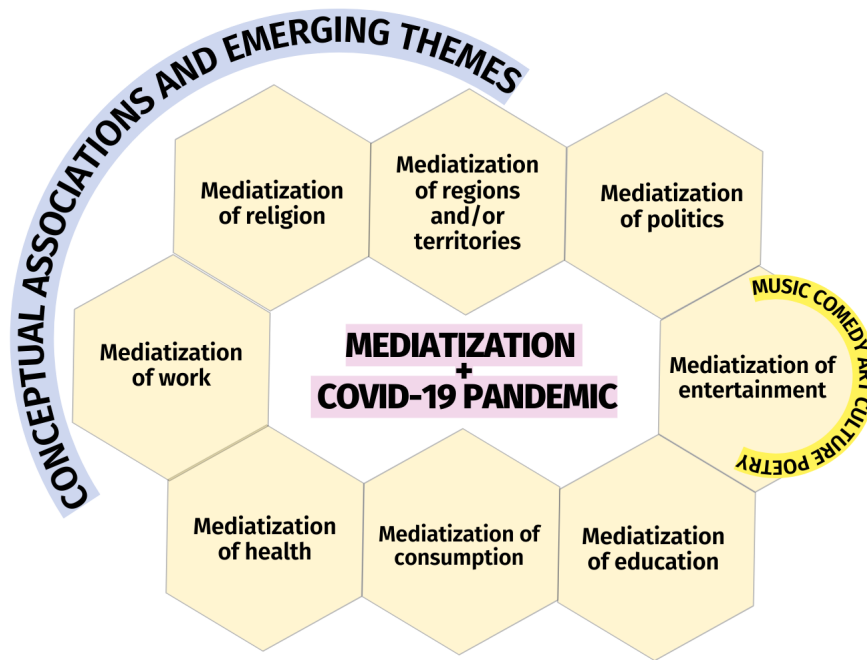 CONCEPTUAL ASSOCIATIONS AND EMERGING THEMES
Mediatization
of religion
Mediatization
of regions
and/or
territories
Mediatization
of politics
Mediatization
of work
MEDIATIZATION
+
COVID-19 PANDEMIC
Mediatization of
entertainment
MUSIC COMEDY ART CULTURE POETRY
Mediatization
of health
Mediatization of
consumption
Mediatization
of education